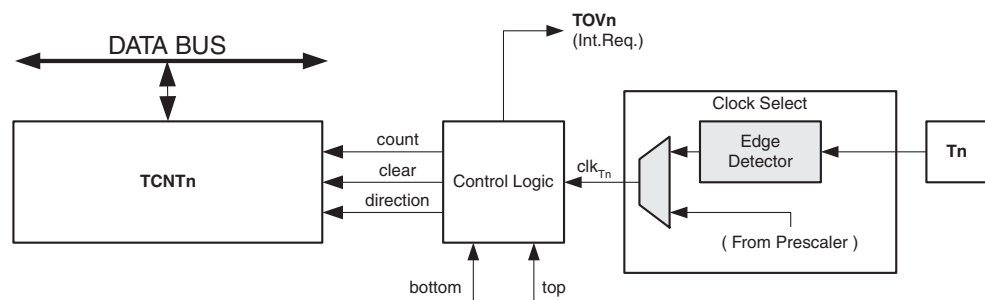 TOVn
(Int.Req.)
DATA BUS
Clock Select
count
Edge
Detector
Tn
TCNTn
clear
Control Logic
clkTn
direction
( From Prescaler )
bottom
top